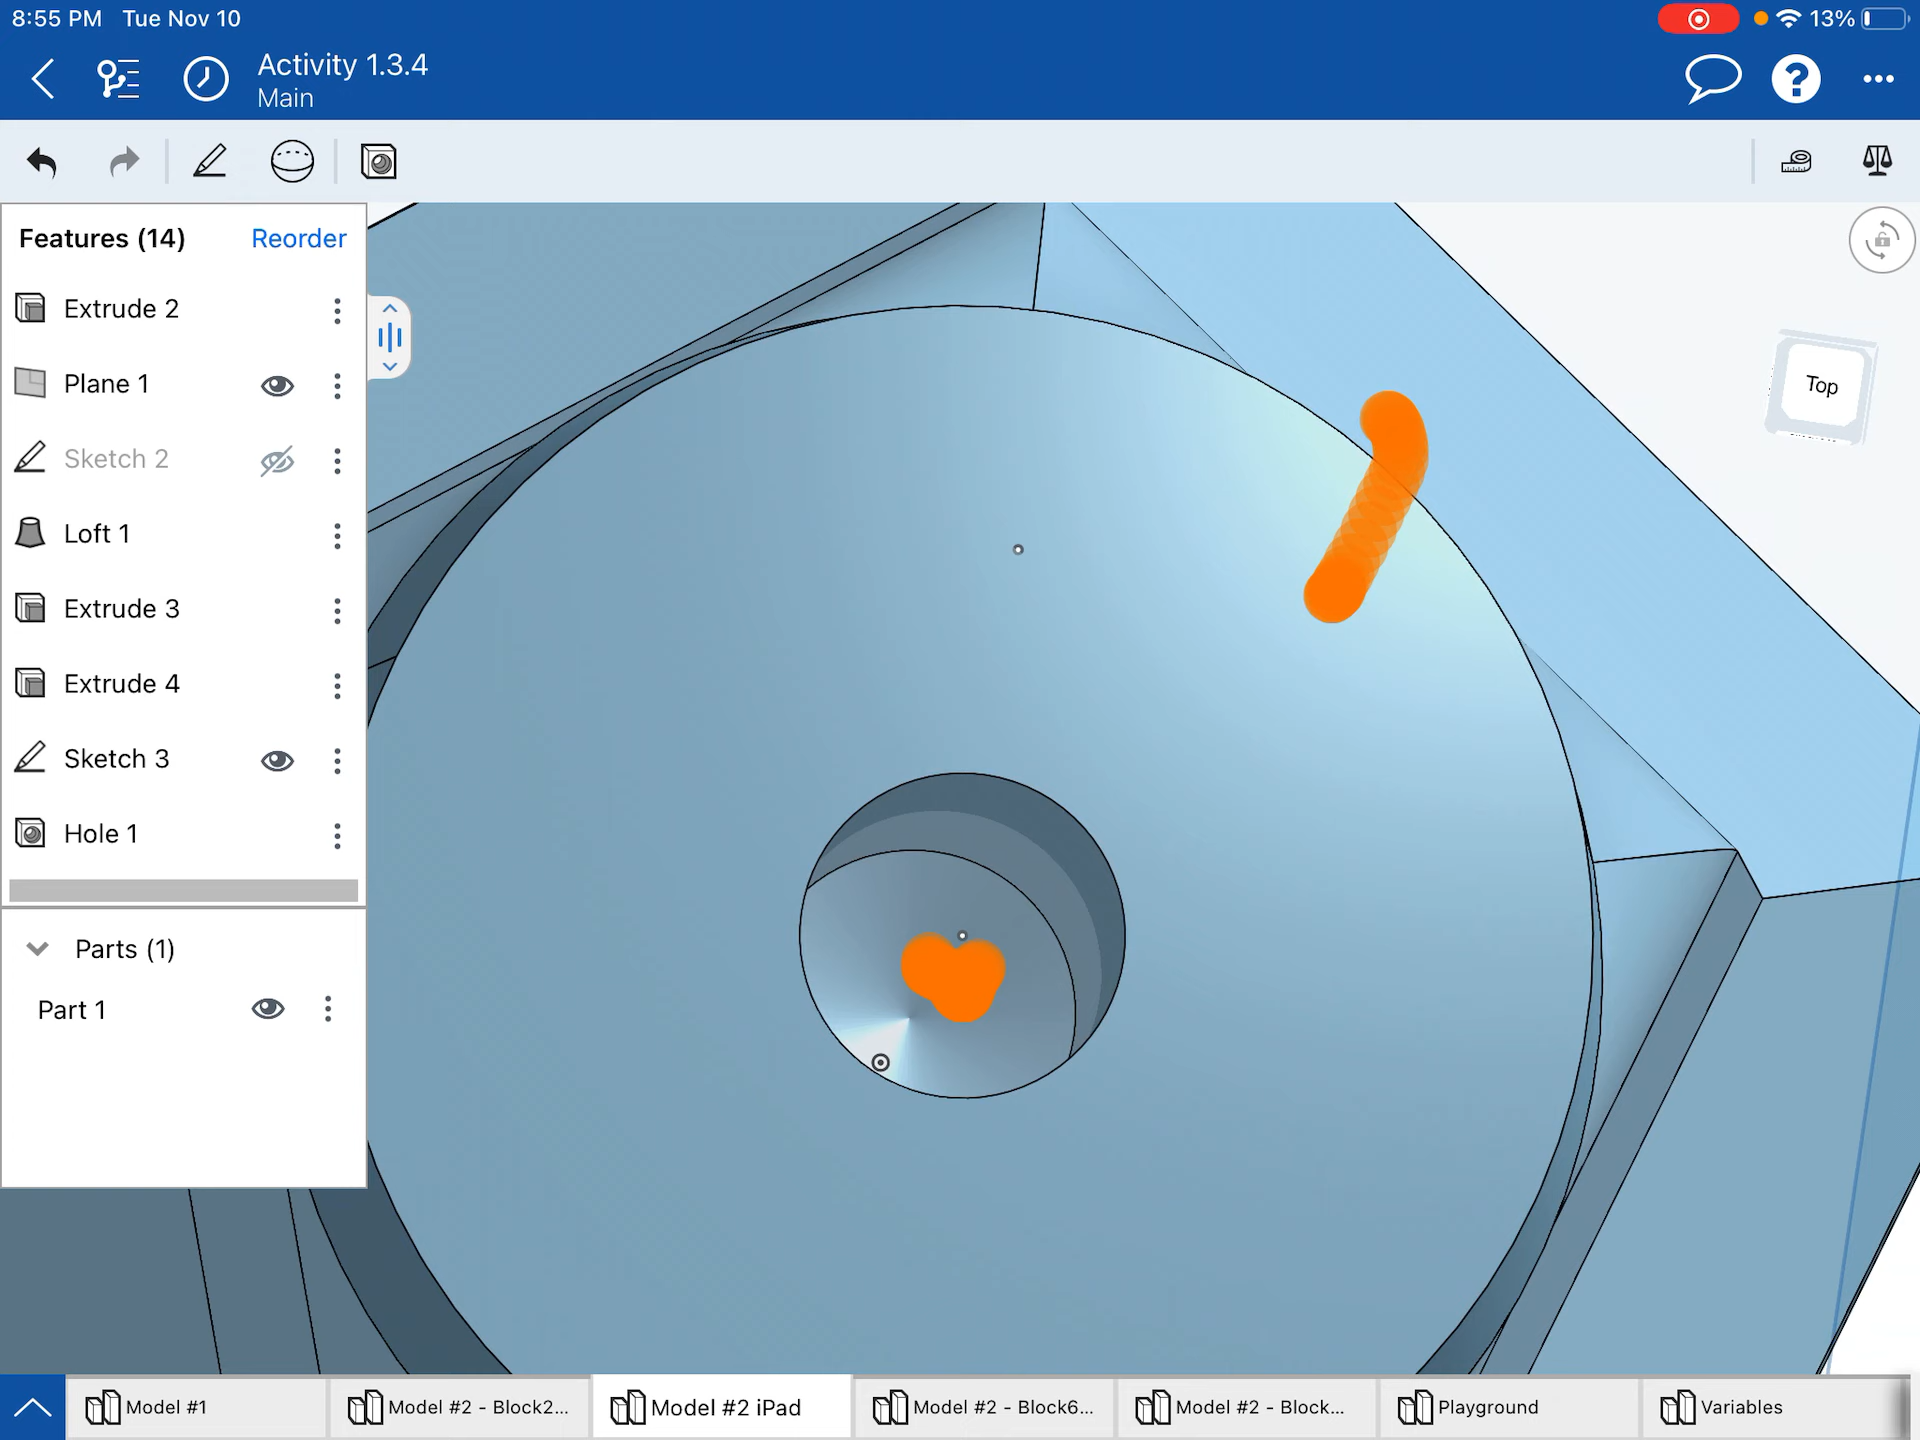 8:55 PM Tue Nov 10
13%
Activity 1.3.4
Main
Features (14) Reorder
Extrude 2
Plane 1
Sketch 2
Loft 1
Extrude 3
Extrude 4
Sketch 3
Hole 1
Parts (1)
Part 1
Top
Model #1
Model #2 - Block2...
Model #2 iPad
Model #2 - Block6...
Model #2 - Block...
Playground
Variables